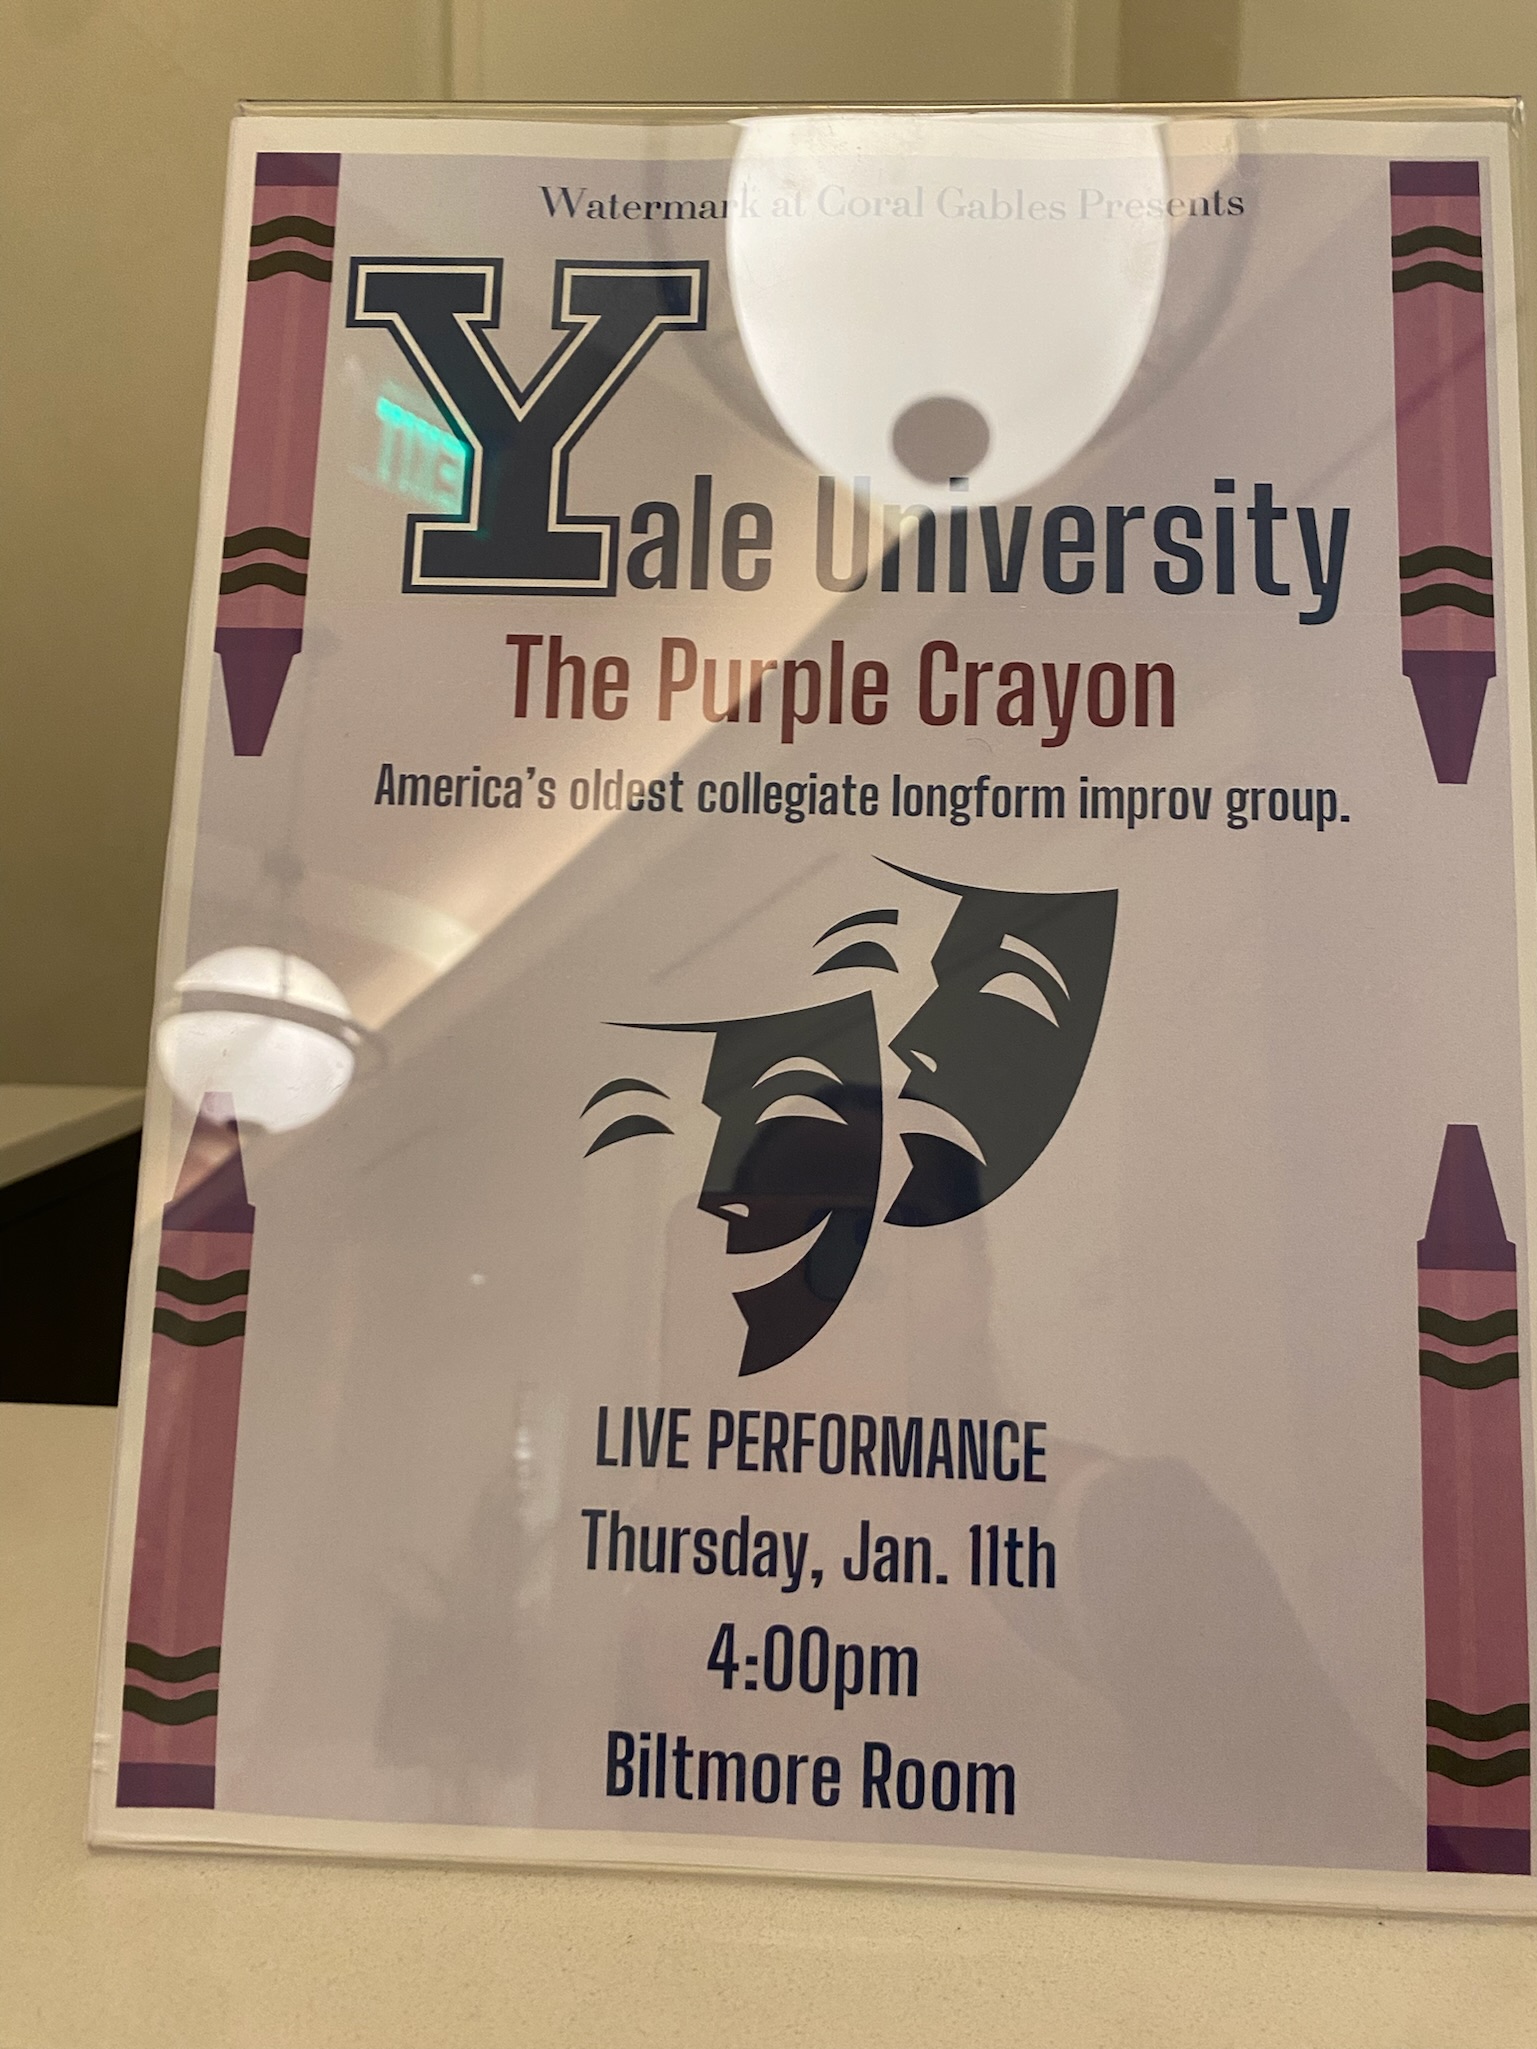 Watermark at Coral Gables Presents
Yale University
The Purple Crayon
America's oldest collegiate longform improv group.
LIVE PERFORMANCE
Thursday, Jan. 11th
4:00pm
Biltmore Room